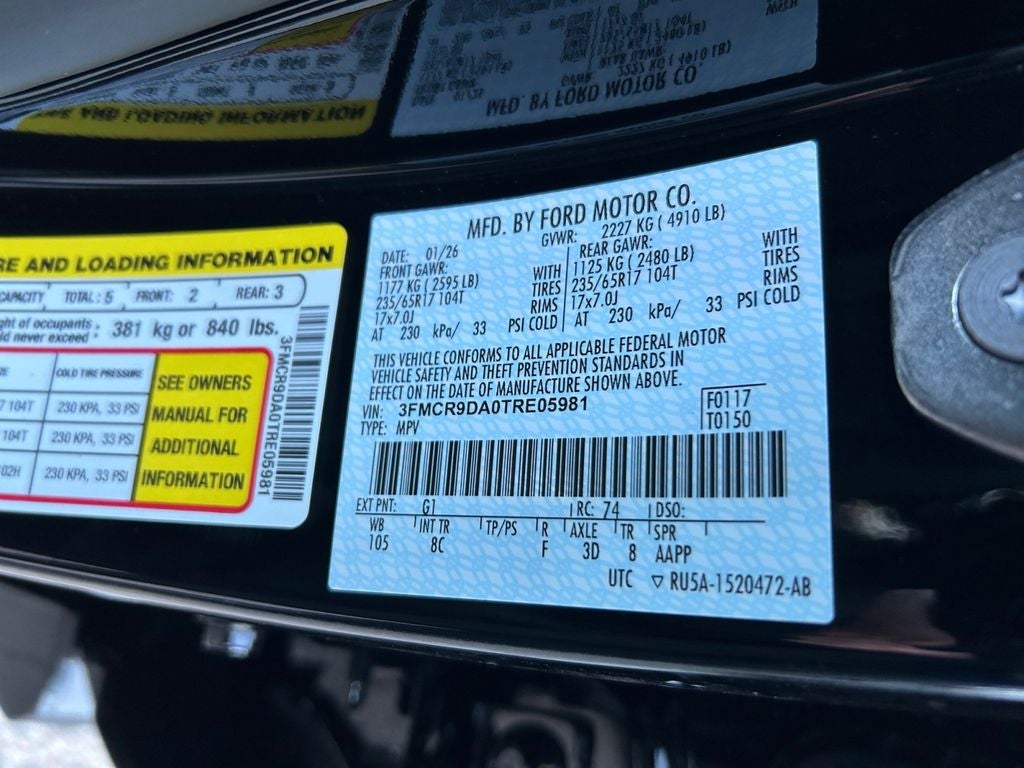 RE AND LOADING INFORMATION
CAPACITY TOTAL: 5 FRONT: 2 REAR: 3
of occupants
never exceed : 381 kg or 840 lbs.
COLD TIRE PRESSURE
104T 230 KPA, 33 PSI
104T 230 KPA, 33 PSI
02H 230 KPA, 33 PSI
SEE OWNERS
MANUAL FOR
ADDITIONAL
INFORMATION
3FMCR9DA0TRE05981
MFD. BY FORD MOTOR CO.
DATE: 01/26 GVWR: 2227 KG ( 4910 LB)
FRONT GAWR: REAR GAWR:
1177 KG ( 2595 LB) WITH 1125 KG ( 2480 LB) WITH
235/65R17 104T TIRES 235/65R17 104T TIRES
17x7.0J RIMS 17x7.0J RIMS
AT 230 kPa/ 33 PSI COLD AT 230 kPa/ 33 PSI COLD
THIS VEHICLE CONFORMS TO ALL APPLICABLE FEDERAL MOTOR
VEHICLE SAFETY AND THEFT PREVENTION STANDARDS IN
EFFECT ON THE DATE OF MANUFACTURE SHOWN ABOVE.
VIN: 3FMCR9DA0TRE05981 F0117
TYPE: MPV T0150
EXT PNT: G1 RC: 74 DSO:
WB INT TR TP/PS R AXLE TR SPR
105 8C F 3D 8 AAPP
UTC ▽ RU5A-1520472-AB